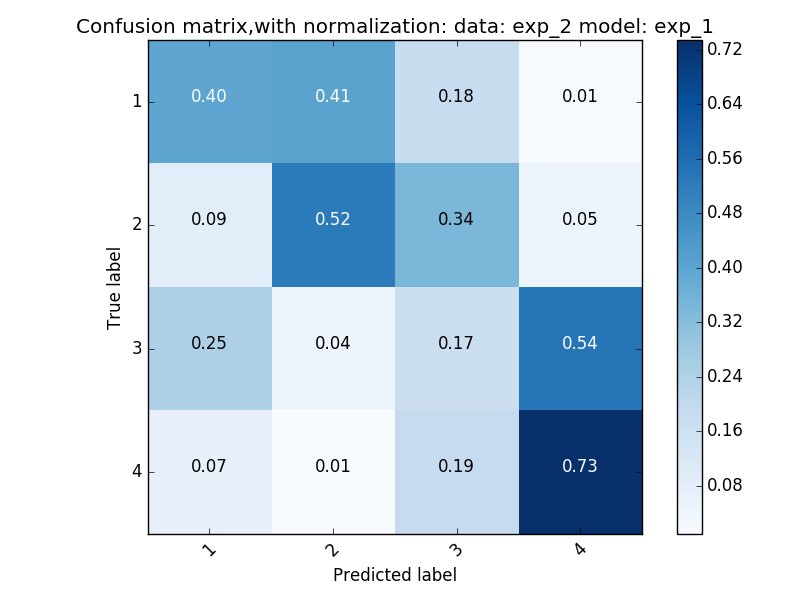 Confusion matrix,with normalization: data: exp_2 model: exp_1
1 0.40 0.41 0.18 0.01
2 0.09 0.52 0.34 0.05
3 0.25 0.04 0.17 0.54
4 0.07 0.01 0.19 0.73
True label
1 2 3 4
Predicted label
0.72
0.64
0.56
0.48
0.40
0.32
0.24
0.16
0.08